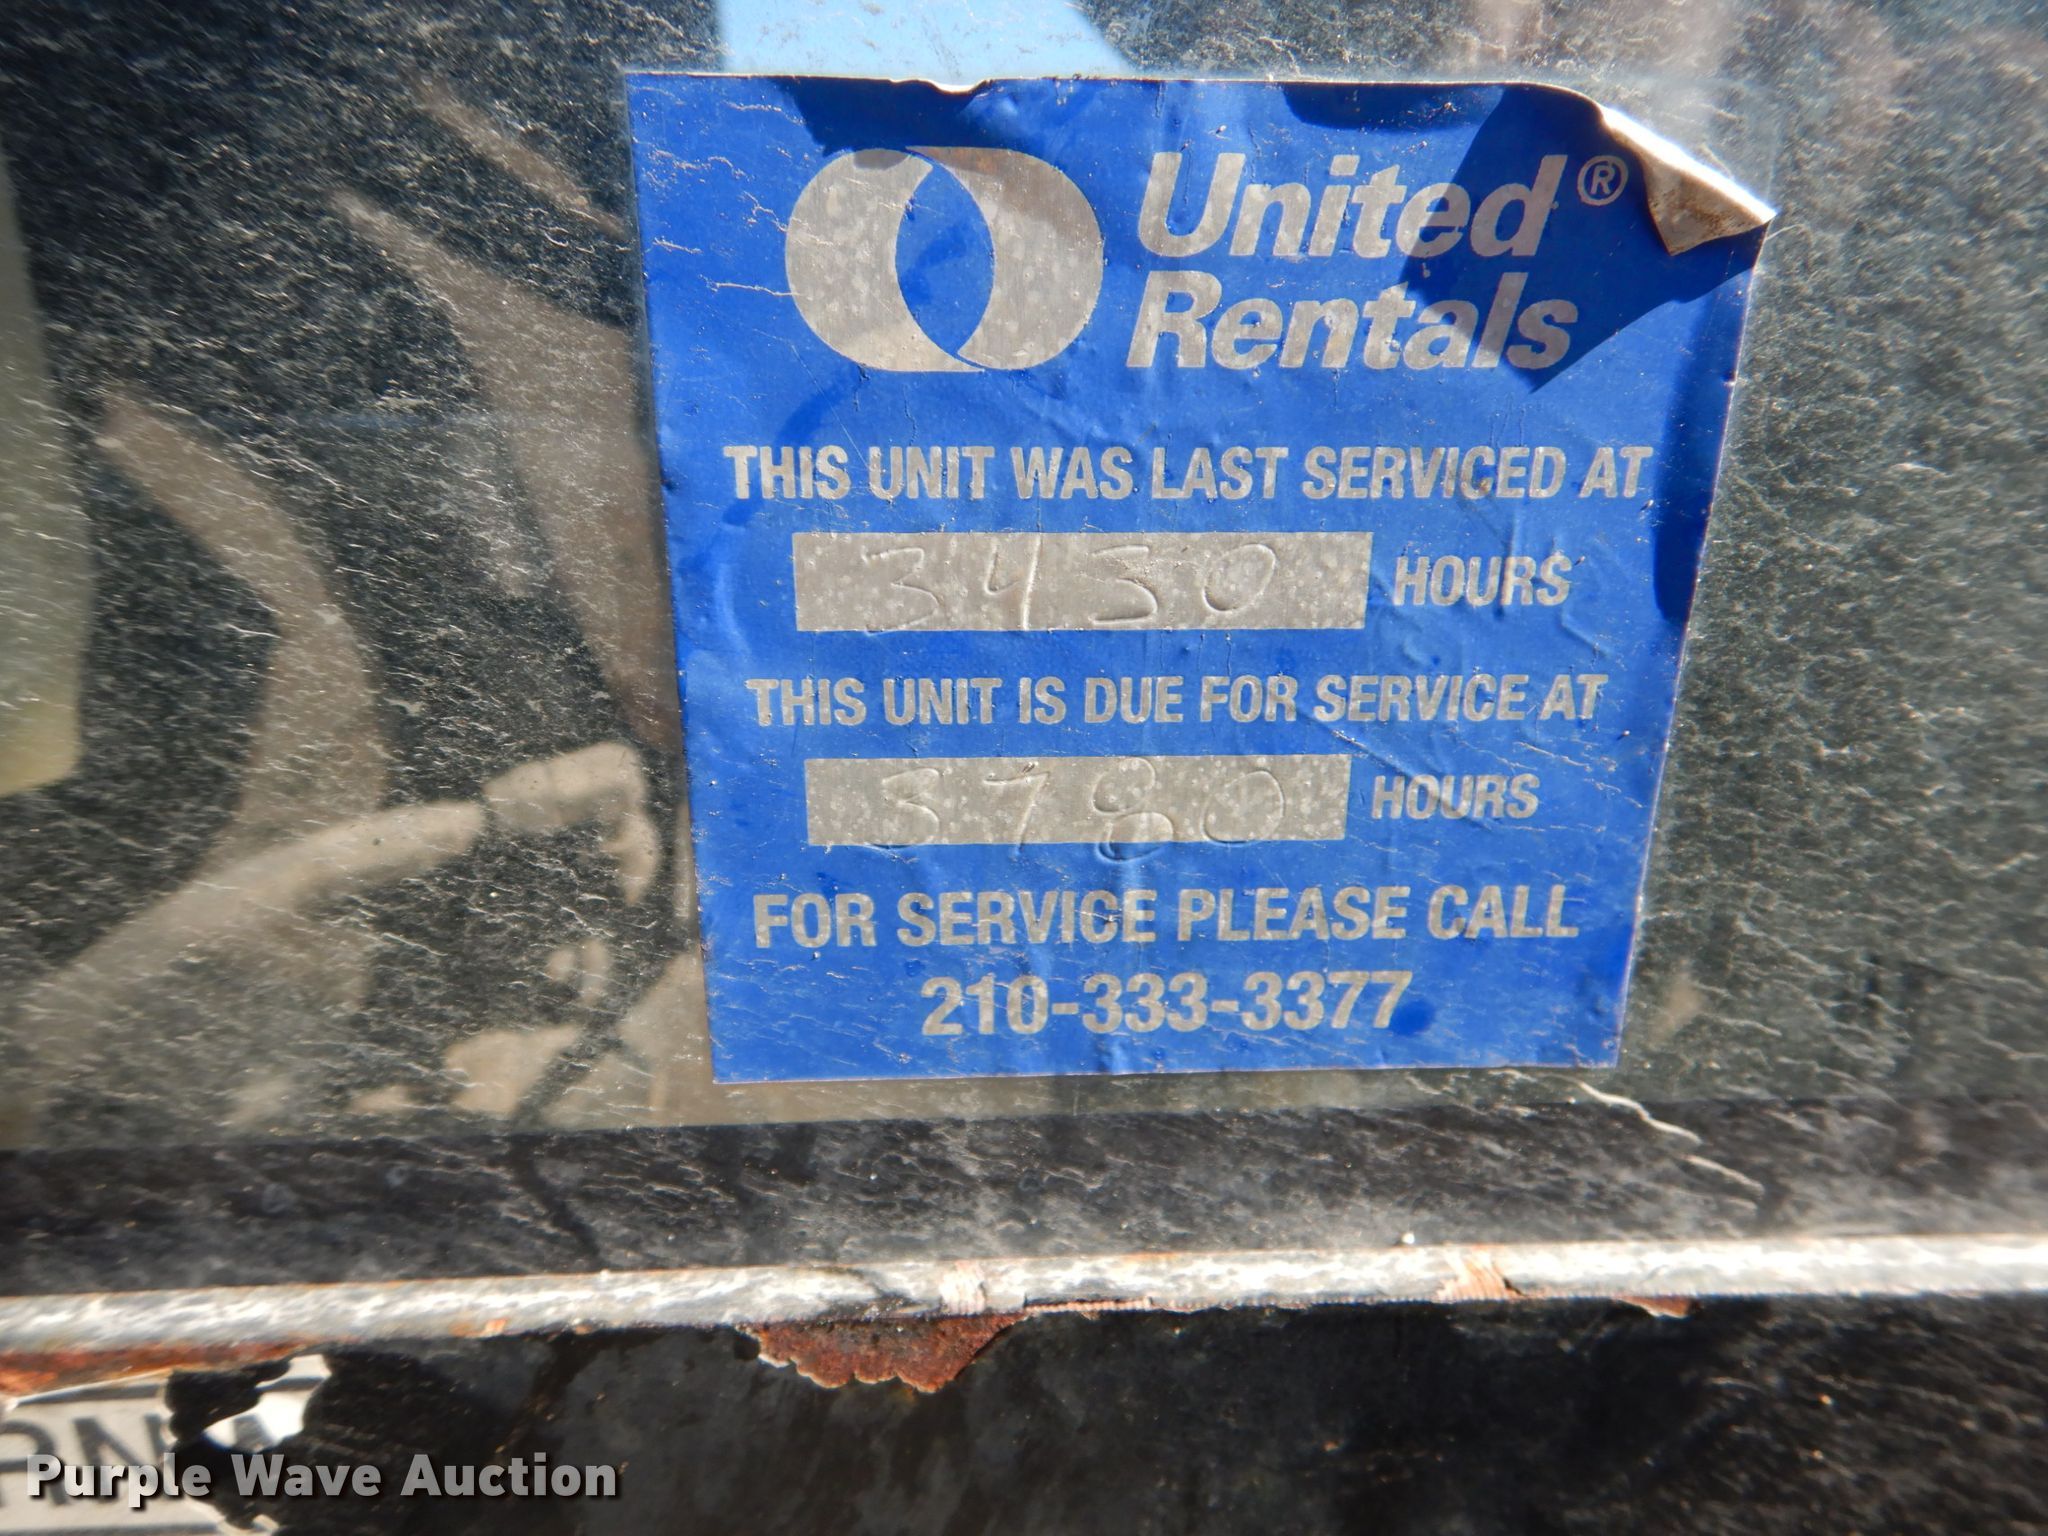 United®
Rentals
THIS UNIT WAS LAST SERVICED AT
3450 HOURS
THIS UNIT IS DUE FOR SERVICE AT
3780 HOURS
FOR SERVICE PLEASE CALL
210-333-3377
Purple Wave Auction